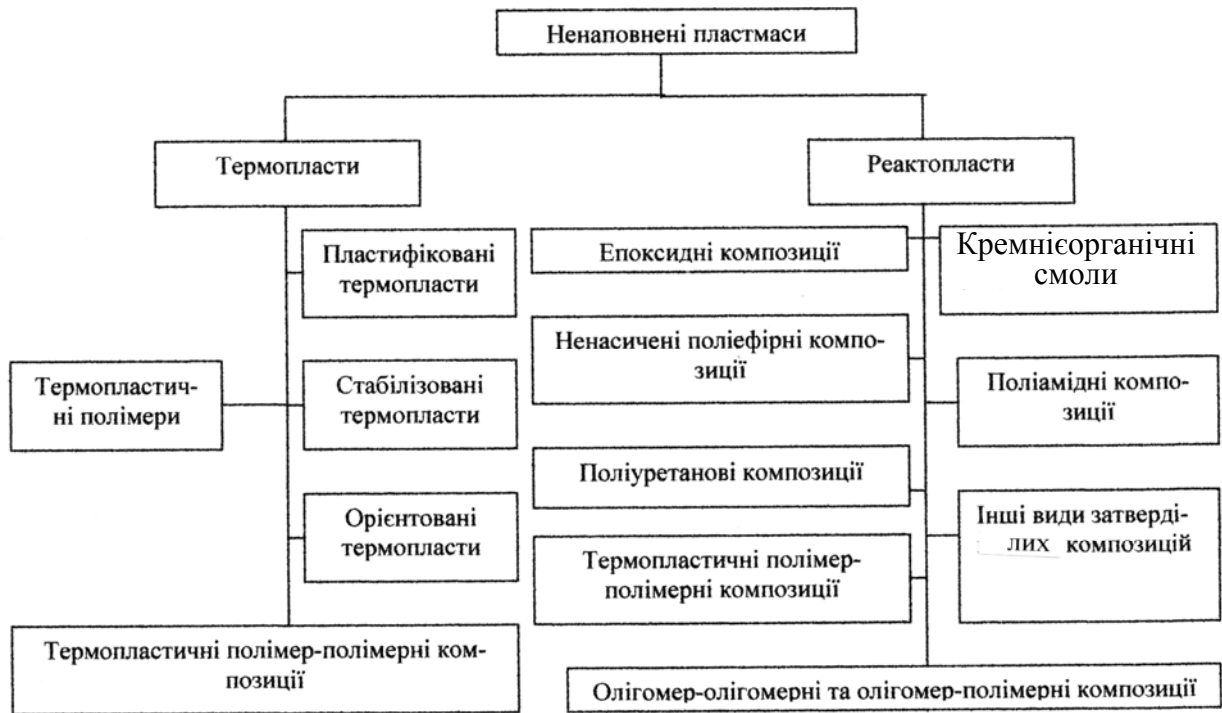 Ненаповнені пластмаси
Термопласти
Реактопласти
Пластифіковані
термопласти
Епоксидні композиції
Кремнієорганічні
смоли
Ненасичені поліефірні компо-
зиції
Термопластич-
ні полімери
Стабілізовані
термопласти
Поліамідні компо-
зиції
Поліуретанові композиції
Орієнтовані
термопласти
Інші види затверді-
лих композицій
Термопластичні полімер-
полімерні композиції
Термопластичні полімер-полімерні ком-
позиції
Олігомер-олігомерні та олігомер-полімерні композиції